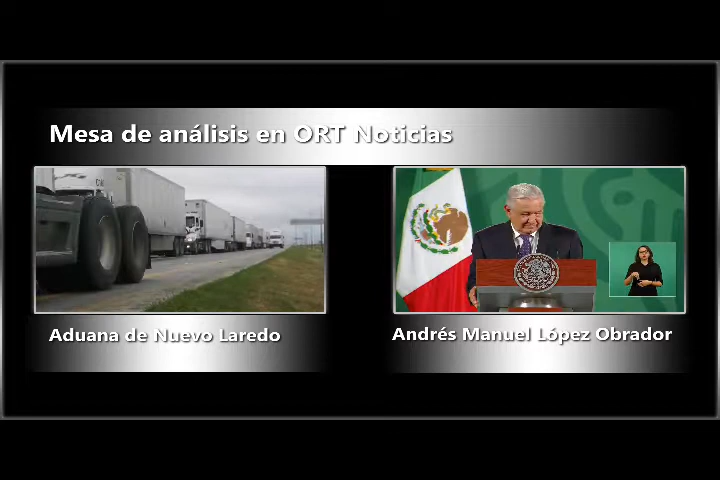 Mesa de análisis en ORT Noticias
Aduana de Nuevo Laredo
Andrés Manuel López Obrador